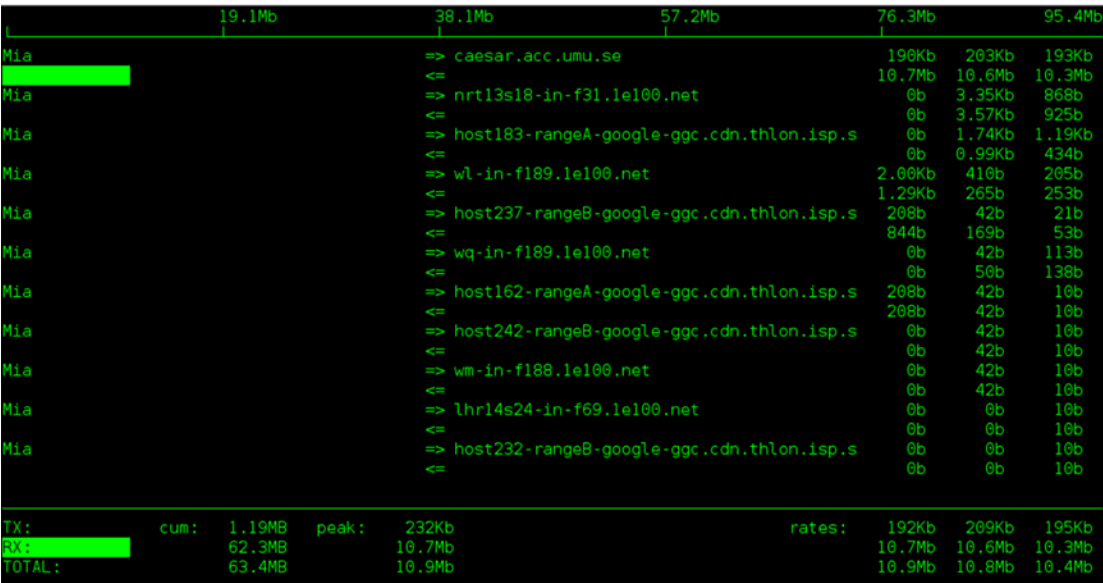 19.1Mb 38.1Mb 57.2Mb 76.3Mb 95.4Mb
Mia => caesar.acc.umu.se 190Kb 203Kb 193Kb
<= 10.7Mb 10.6Mb 10.3Mb
Mia => nrt13s18-in-f31.1e100.net 0b 3.35Kb 868b
<= 0b 3.57Kb 925b
Mia => host183-rangeA-google-ggc.cdn.thlon.isp.s 0b 1.74Kb 1.19Kb
<= 0b 0.99Kb 434b
Mia => wl-in-f189.1e100.net 2.00Kb 410b 205b
<= 1.29Kb 265b 253b
Mia => host237-rangeB-google-ggc.cdn.thlon.isp.s 208b 42b 21b
<= 844b 169b 53b
Mia => wq-in-f189.1e100.net 0b 42b 113b
<= 0b 50b 138b
Mia => host162-rangeA-google-ggc.cdn.thlon.isp.s 208b 42b 10b
<= 208b 42b 10b
Mia => host242-rangeB-google-ggc.cdn.thlon.isp.s 0b 42b 10b
<= 0b 42b 10b
Mia => wm-in-f188.1e100.net 0b 42b 10b
<= 0b 42b 10b
Mia => lhr14s24-in-f69.1e100.net 0b 0b 10b
<= 0b 0b 10b
Mia => host232-rangeB-google-ggc.cdn.thlon.isp.s 0b 0b 10b
<= 0b 0b 10b
TX: cum: 1.19MB peak: 232Kb rates: 192Kb 209Kb 195Kb
RX: 62.3MB 10.7Mb 10.7Mb 10.6Mb 10.3Mb
TOTAL: 63.4MB 10.9Mb 10.9Mb 10.8Mb 10.4Mb